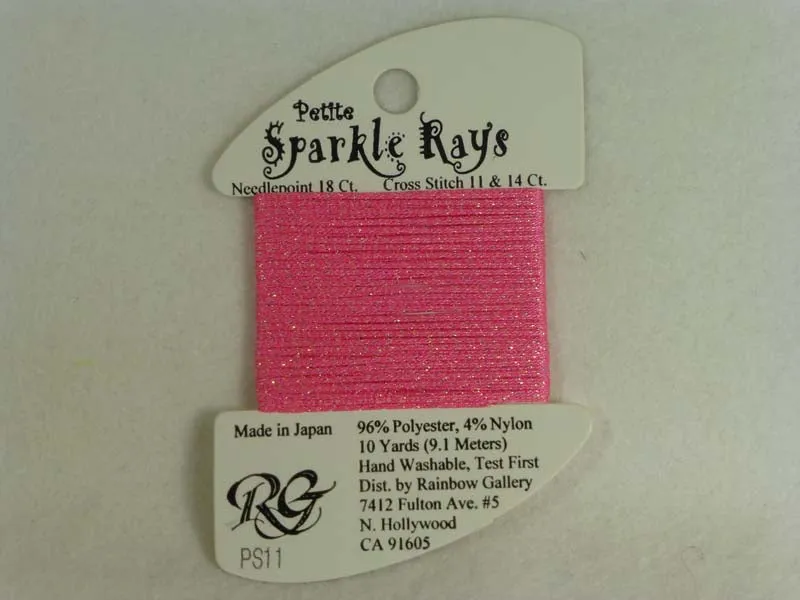 Petite
Sparkle Rays
Needlepoint 18 Ct. Cross Stitch 11 & 14 Ct.
Made in Japan
96% Polyester, 4% Nylon
10 Yards (9.1 Meters)
Hand Washable, Test First
Dist. by Rainbow Gallery
7412 Fulton Ave. #5
N. Hollywood
CA 91605
RG
PS11